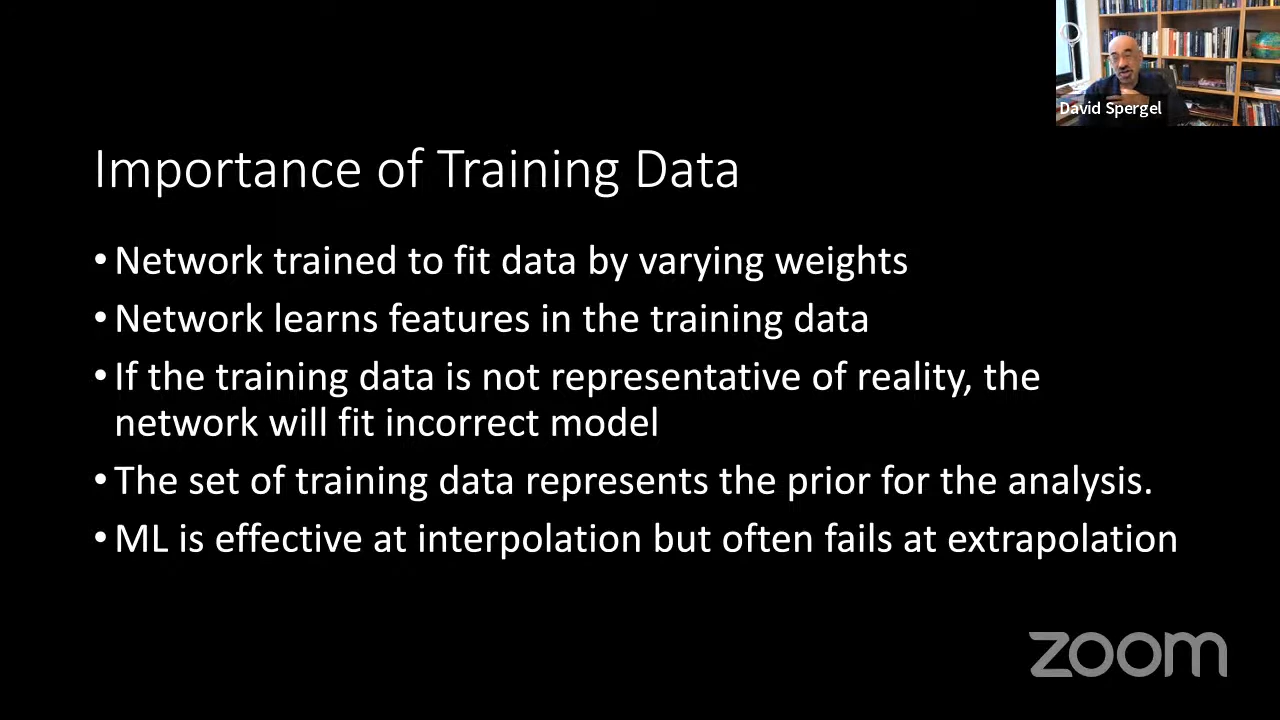 David Spergel
Importance of Training Data
• Network trained to fit data by varying weights
• Network learns features in the training data
• If the training data is not representative of reality, the
network will fit incorrect model
• The set of training data represents the prior for the analysis.
• ML is effective at interpolation but often fails at extrapolation
zoom